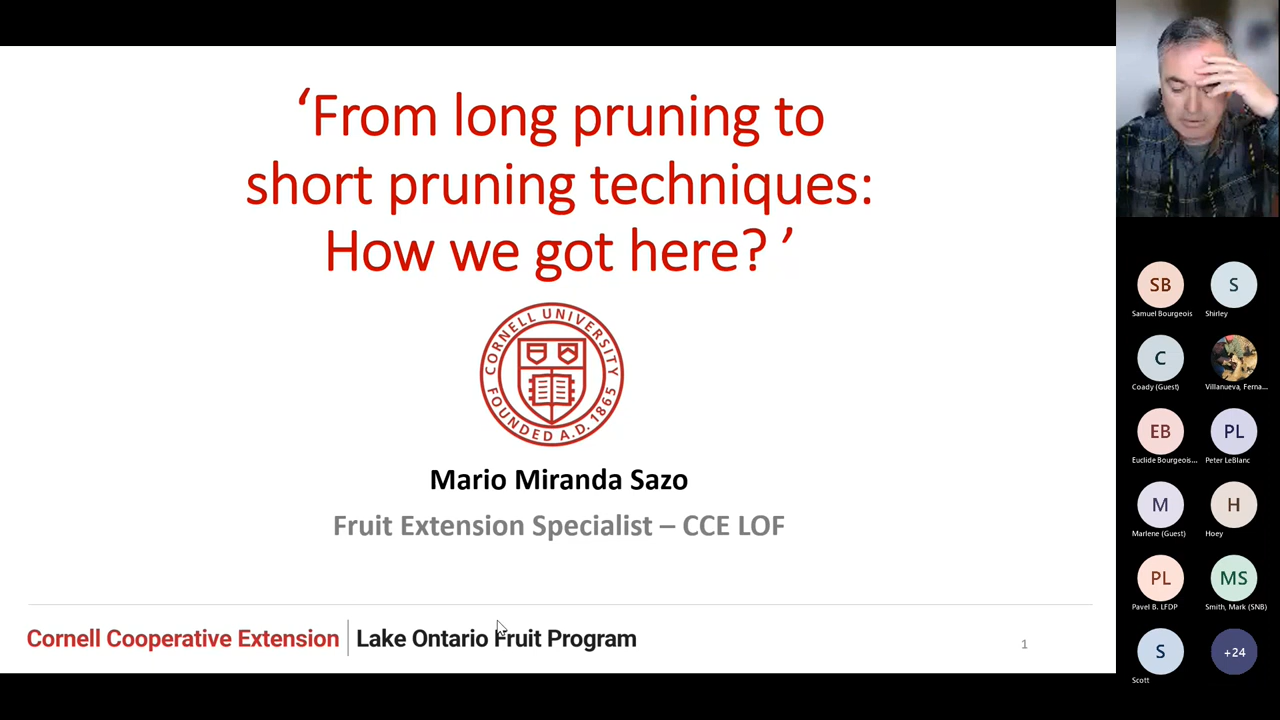 ‘From long pruning to
short pruning techniques:
How we got here? ’
CORNELL UNIVERSITY
FOUNDED A.D. 1865
Mario Miranda Sazo
Fruit Extension Specialist – CCE LOF
Cornell Cooperative Extension | Lake Ontario Fruit Program
1
SB S
Samuel Bourgeois Shirley
C
Coady (Guest) Villanueva, Ferna...
EB PL
Euclide Bourgeois... Peter LeBlanc
M H
Marlene (Guest) Hoey
PL MS
Pavel B. LFDP Smith, Mark (SNB)
S +24
Scott